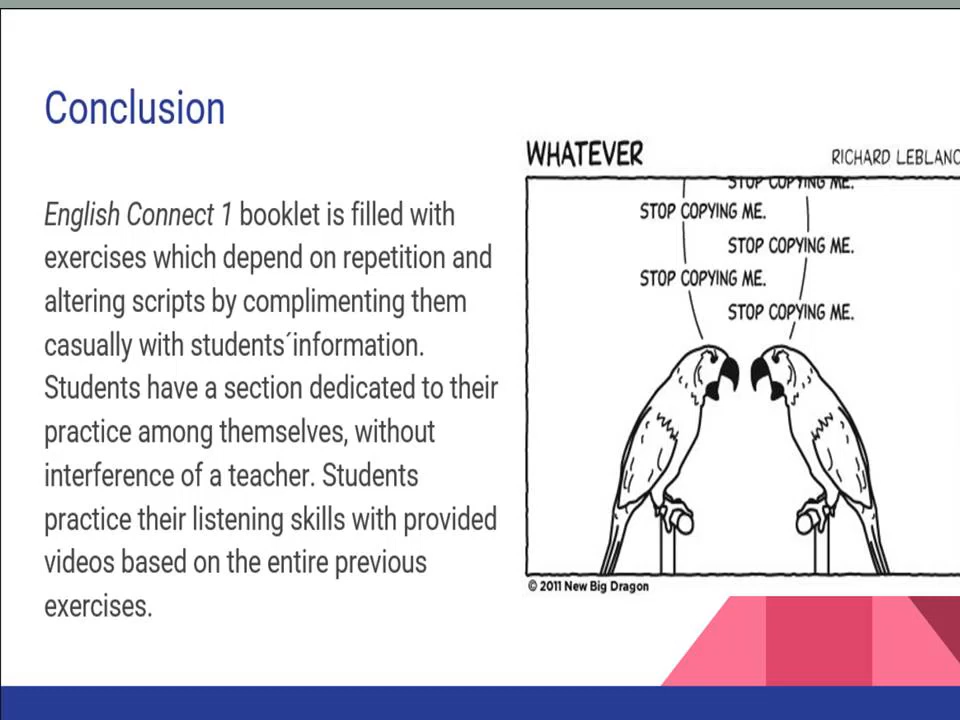 Conclusion
English Connect 1 booklet is filled with
exercises which depend on repetition and
altering scripts by complimenting them
casually with students´information.
Students have a section dedicated to their
practice among themselves, without
interference of a teacher. Students
practice their listening skills with provided
videos based on the entire previous
exercises.
WHATEVER
RICHARD LEBLANC
STOP COPYING ME.
STOP COPYING ME.
STOP COPYING ME.
STOP COPYING ME.
STOP COPYING ME.
© 2011 New Big Dragon